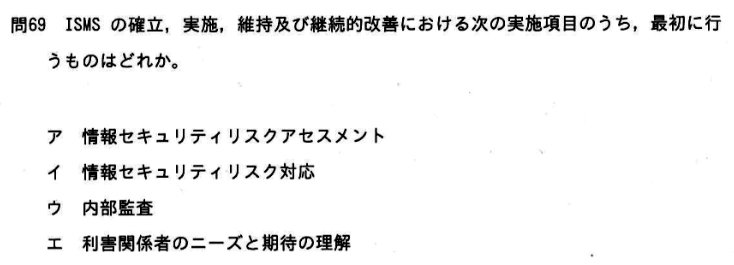 問69 ISMS の確立，実施，維持及び継続的改善における次の実施項目のうち，最初に行
うものはどれか。
ア 情報セキュリティリスクアセスメント
イ 情報セキュリティリスク対応
ウ 内部監査
エ 利害関係者のニーズと期待の理解